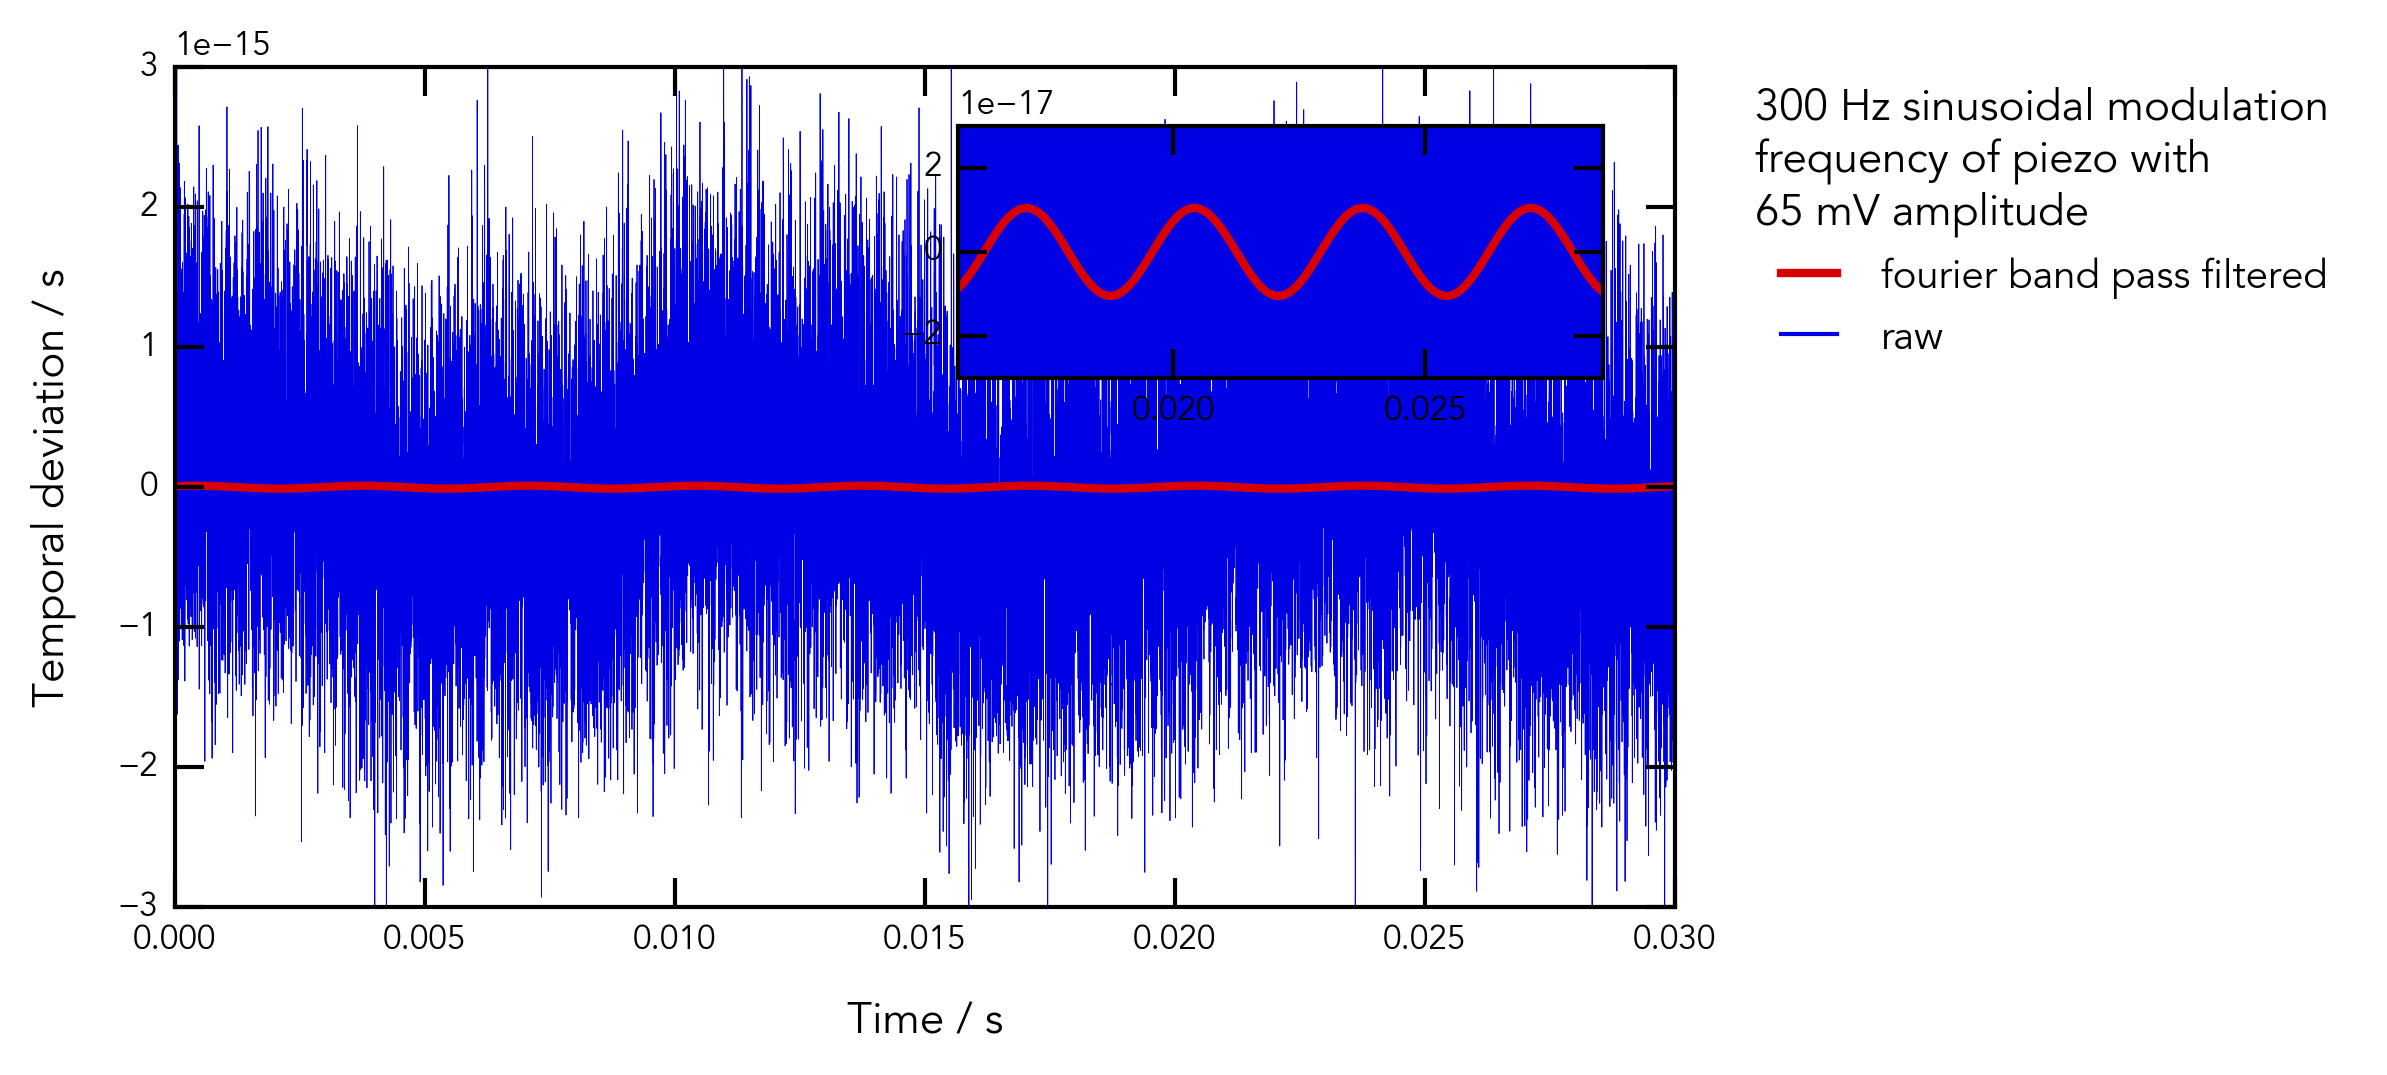 1e−15
3
2
1
0
−1
−2
−3
0.000
0.005
0.010
0.015
0.020
0.025
0.030
Temporal deviation / s
Time / s
1e−17
2
0
−2
0.020
0.025
300 Hz sinusoidal modulation
frequency of piezo with
65 mV amplitude
fourier band pass filtered
raw